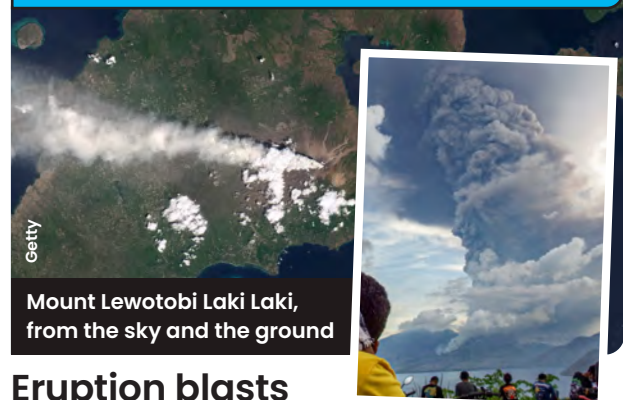 Getty
Mount Lewotobi Laki Laki,
from the sky and the ground
Eruption blasts